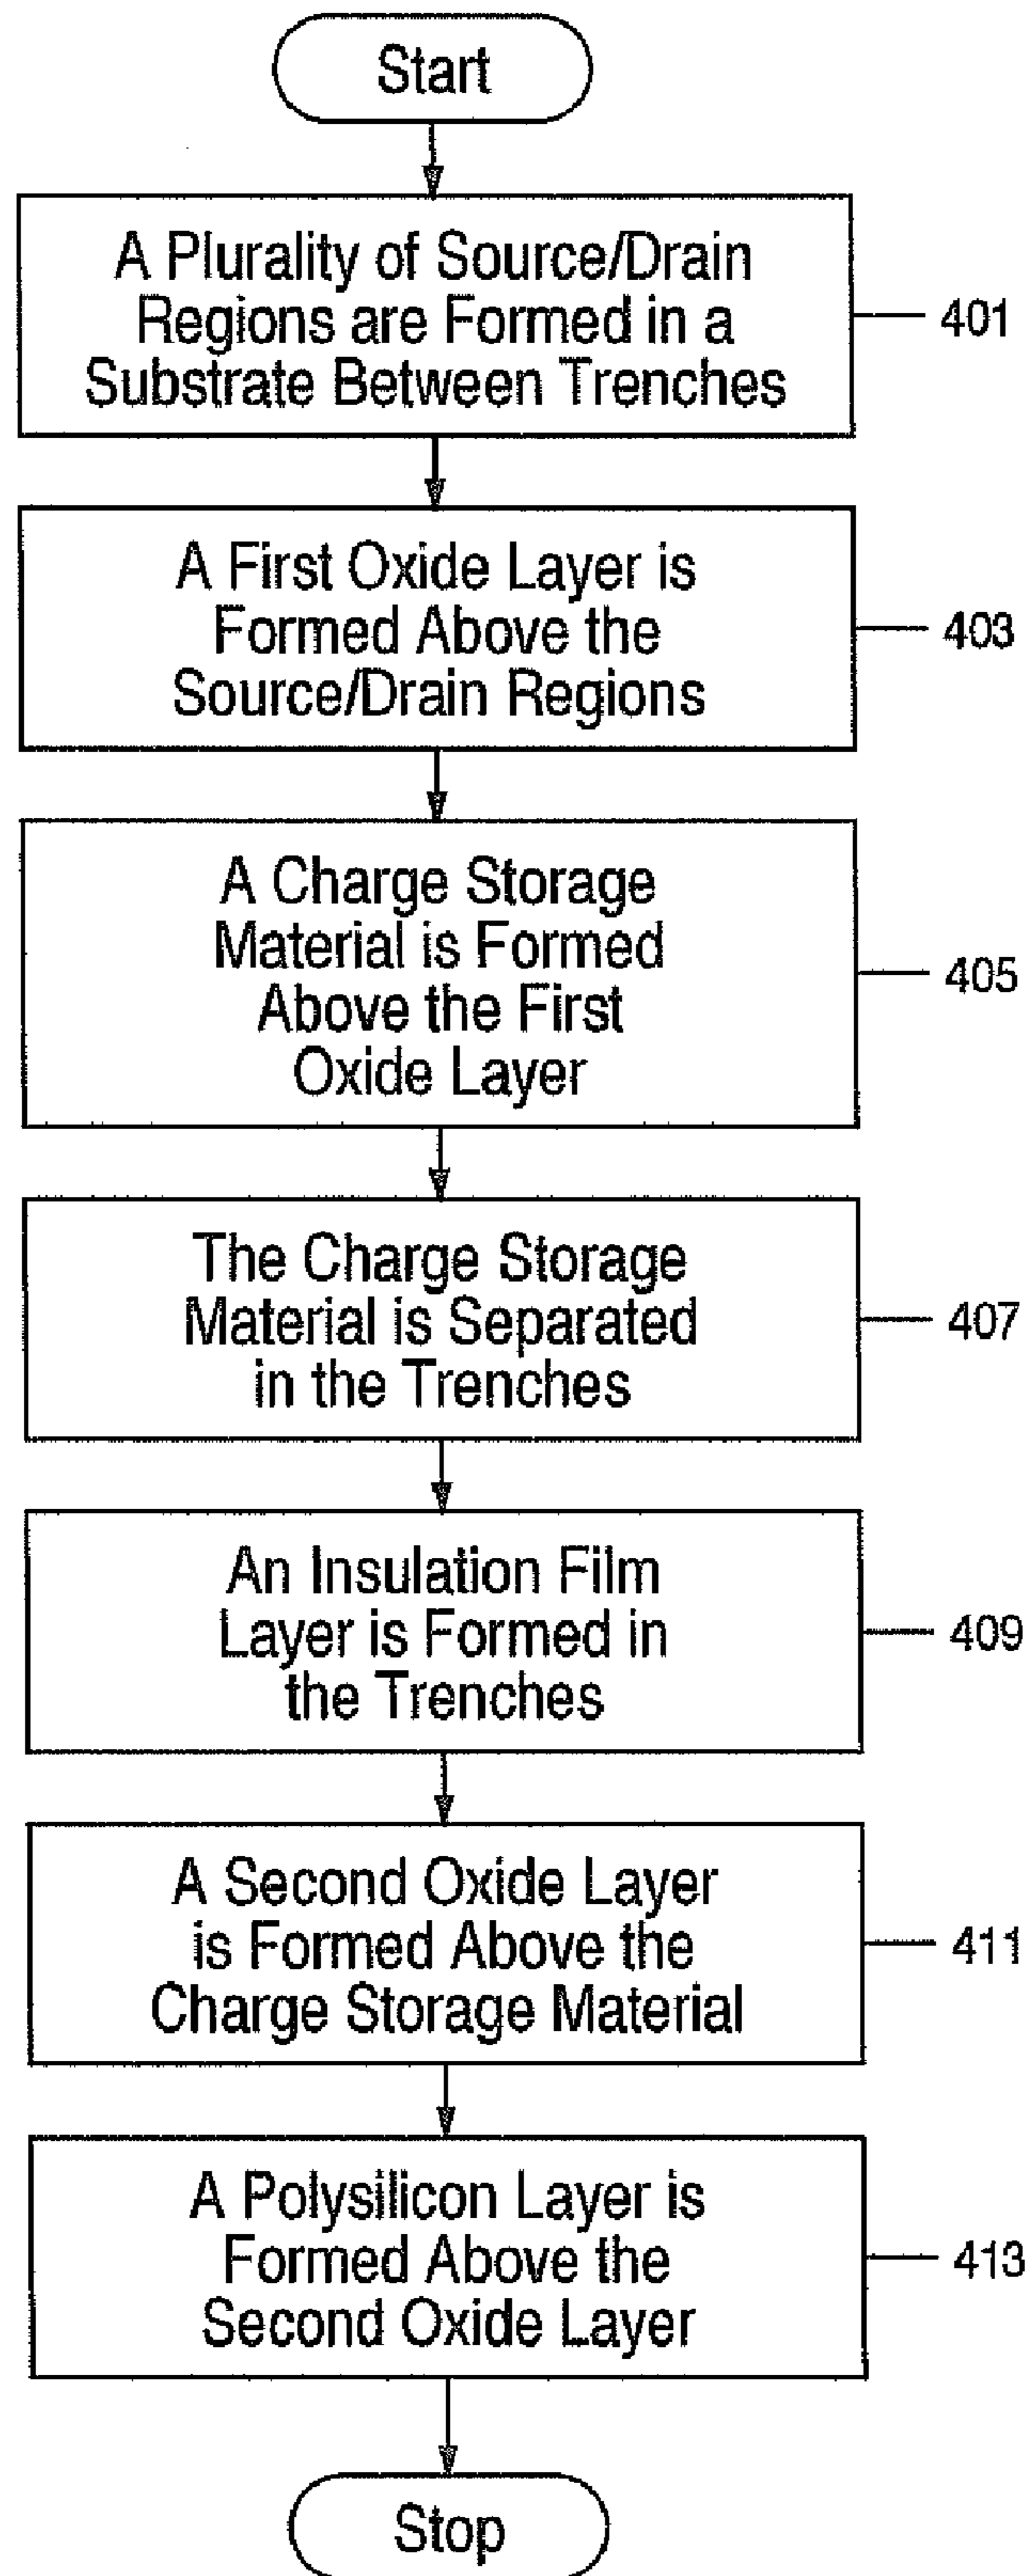 Start
A Plurality of Source/Drain
Regions are Formed in a
Substrate Between Trenches
401
A First Oxide Layer is
Formed Above the
Source/Drain Regions
403
A Charge Storage
Material is Formed
Above the First
Oxide Layer
405
The Charge Storage
Material is Separated
in the Trenches
407
An Insulation Film
Layer is Formed in
the Trenches
409
A Second Oxide Layer
is Formed Above the
Charge Storage Material
411
A Polysilicon Layer is
Formed Above the
Second Oxide Layer
413
Stop